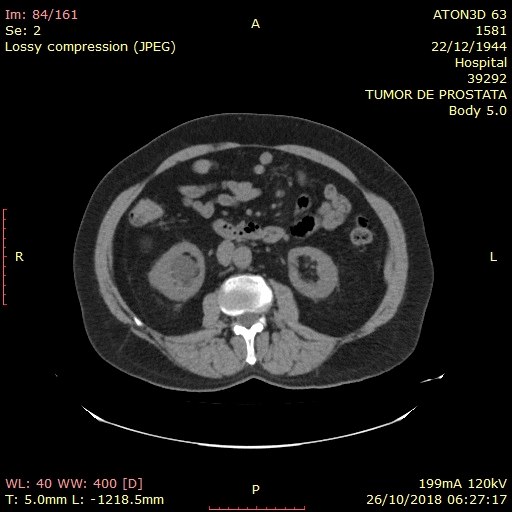 Im: 84/161
Se: 2
Lossy compression (JPEG)
A
ATON3D 63
1581
22/12/1944
Hospital
39292
TUMOR DE PROSTATA
Body 5.0
R
L
WL: 40 WW: 400 [D]
T: 5.0mm L: -1218.5mm
P
199mA 120kV
26/10/2018 06:27:17